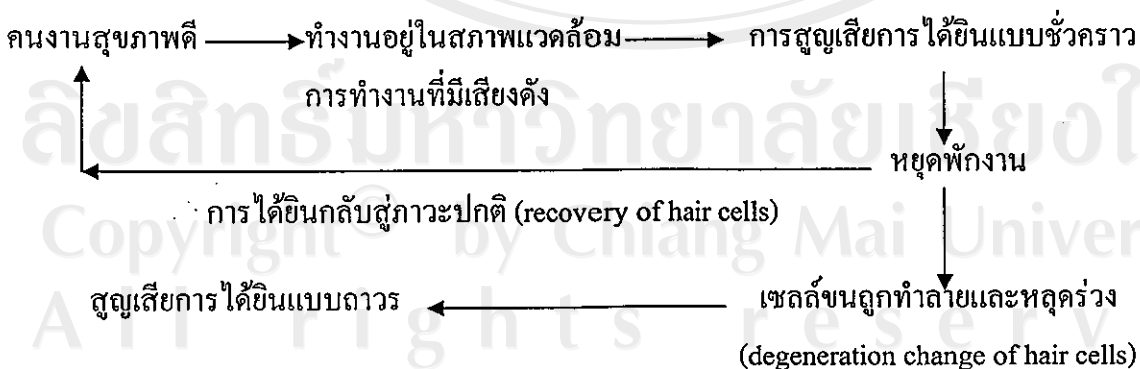 คนงานสุขภาพดี ทำงานอยู่ในสภาพแวดล้อม การสูญเสียการได้ยินแบบชั่วคราว
การทำงานที่มีเสียงดัง
ลิขสิทธิ์มหาวิทยาลัยเชียงใ
หยุดพักงาน
การได้ยินกลับสู่ภาวะปกติ (recovery of hair cells)
Copyright © by Chiang Mai Univer
สูญเสียการได้ยินแบบถาวร เซลล์ขนถูกทำลายและหลุดร่วง
All rights reserv
(degeneration change of hair cells)